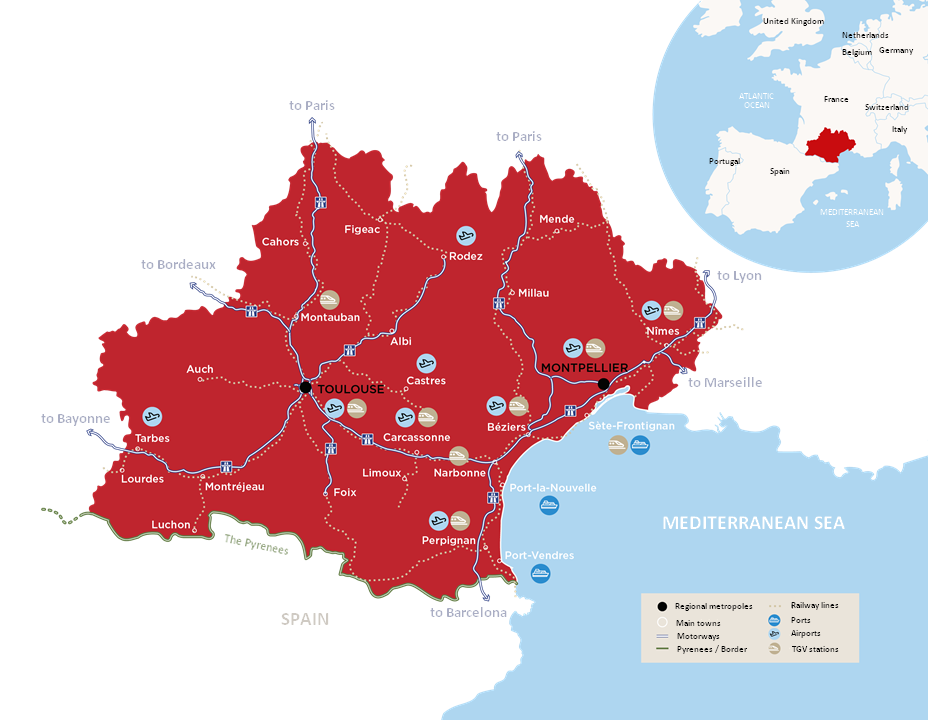 United Kingdom
Netherlands
Belgium
Germany
ATLANTIC
OCEAN
France
Switzerland
Italy
Portugal
Spain
MEDITERRANEAN
SEA
to Paris
to Paris
Mende
Figeac
Cahors
Rodez
to Bordeaux
to Lyon
Millau
Montauban
Nîmes
Albi
MONTPELLIER
Auch
Castres
to Marseille
TOULOUSE
to Bayonne
Béziers
Sète-Frontignan
Tarbes
Carcassonne
Lourdes
Limoux
Narbonne
Montréjeau
Foix
Port-la-Nouvelle
Luchon
MEDITERRANEAN SEA
The Pyrenees
Perpignan
Port-Vendres
to Barcelona
SPAIN
Regional metropoles
Main towns
Motorways
Pyrenees / Border
Railway lines
Ports
Airports
TGV stations